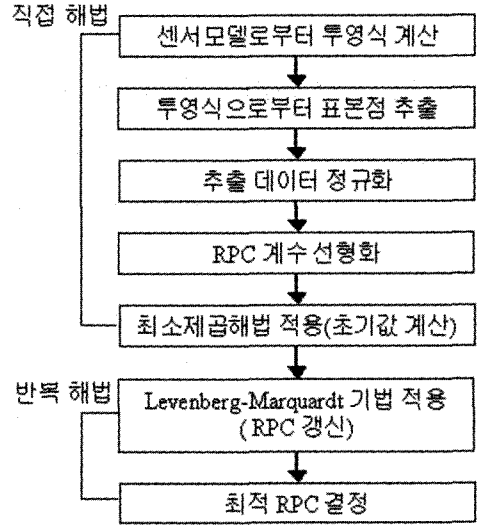 직접 해법
센서모델로부터 투영식 계산
투영식으로부터 표본점 추출
추출 데이터 정규화
RPC 계수 선형화
최소제곱해법 적용(초기값 계산)
반복 해법
Levenberg-Marquardt 기법 적용
( RPC 갱신)
최적 RPC 결정